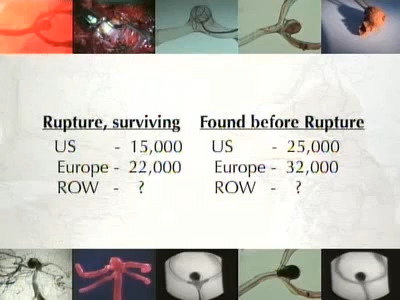 Rupture, surviving Found before Rupture
US - 15,000 US - 25,000
Europe - 22,000 Europe - 32,000
ROW - ? ROW - ?